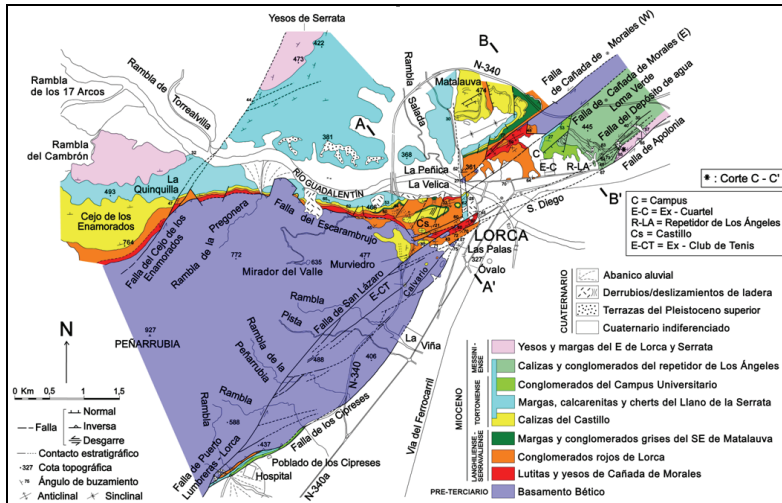 Yesos de Serrata
422
473
Rambla
de los 17 Arcos
Rambla de
Torrealvilla
Rambla
del Cambrón
493
La
Quinquilla
Cejo de los
Enamorados
764
Falla del Cejo de los
Enamorados
381
A
RÍO GUADALENTÍN
Rambla
Salada
368
La Peñica
La Velica
B
N-340
Matalauva
474
361
Falla
de Cañada de
Morales (W)
Falla de Cañada de Morales (E)
Loma Verde
Falla del Depósito de agua
445
Falla de Apolonia
C
E-C
R-LA
B'
S. Diego
LORCA
Las Palas
327
Óvalo
A'
Cs
Calvario
Rambla de la Pregonera
Falla del Escarambrujo
772
635
Mirador del Valle
Murviedro
477
Falla de San Lázaro
E-CT
Rambla
Pista
Rambla de la
Peñarrubia
488
406
La
Viña
N-340
927
PEÑARRUBIA
Rambla
Rambla
588
437
Falla de Puerto
Lumbreras - Lorca
Falla de los Cipreses
Poblado de los Cipreses
Hospital
N-340a
Via del Ferrocarril
N
0 Km 0,5 1 1,5
Falla
Normal
Inversa
Desgarre
Contacto estratigráfico
·327 Cota topográfica
75 Ángulo de buzamiento
Anticlinal Sinclinal
✱ : Corte C - C'
C = Campus
E-C = Ex - Cuartel
R-LA = Repetidor de Los Ángeles
Cs = Castillo
E-CT = Ex - Club de Tenis
CUATERNARIO
Abanico aluvial
Derrubios/deslizamientos de ladera
Terrazas del Pleistoceno superior
Cuaternario indiferenciado
MIOCENO
MESSINI-
ENSE
Yesos y margas del E de Lorca y Serrata
TORTONIENSE
Calizas y conglomerados del repetidor de Los Ángeles
Conglomerados del Campus Universitario
Margas, calcarenitas y cherts del Llano de la Serrata
Calizas del Castillo
LANGHILIENSE-
SERRAVALIENSE
Margas y conglomerados grises del SE de Matalauva
Conglomerados rojos de Lorca
Lutitas y yesos de Cañada de Morales
PRE-TERCIARIO
Basamento Bético